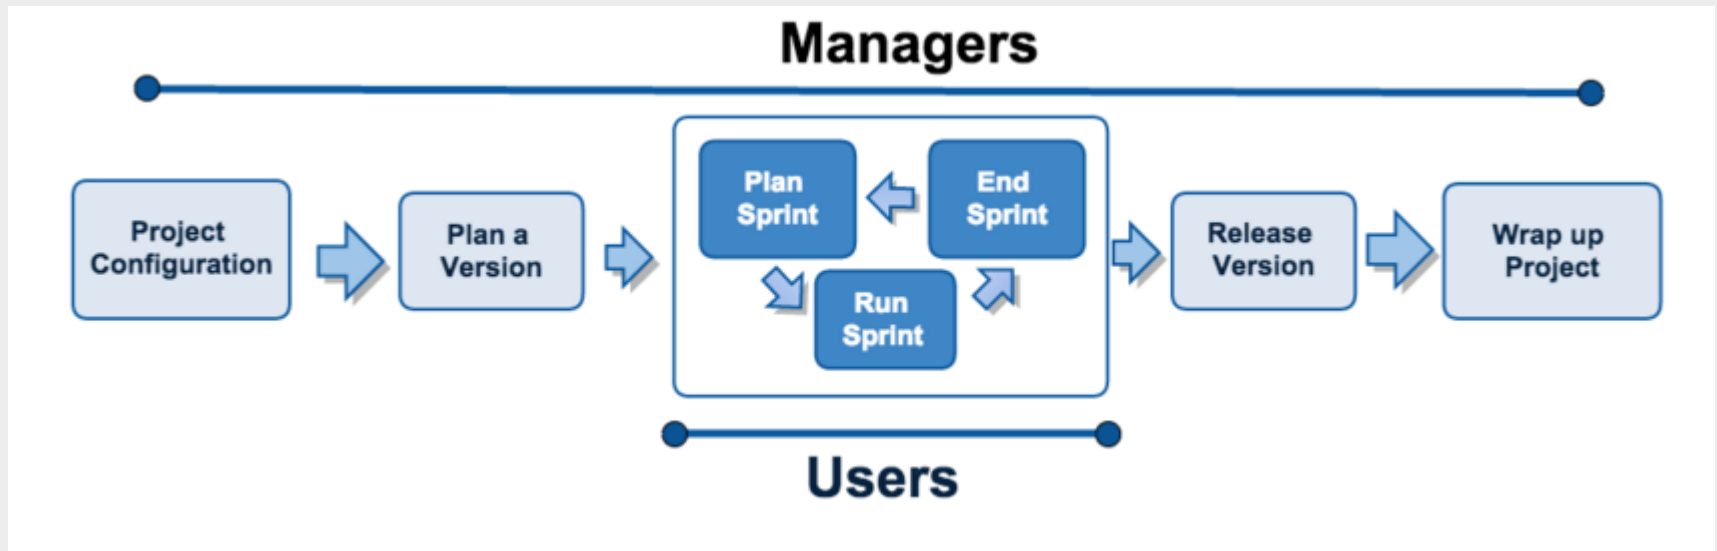 Managers
Project
Configuration
Plan a
Version
Plan
Sprint
End
Sprint
Run
Sprint
Release
Version
Wrap up
Project
Users